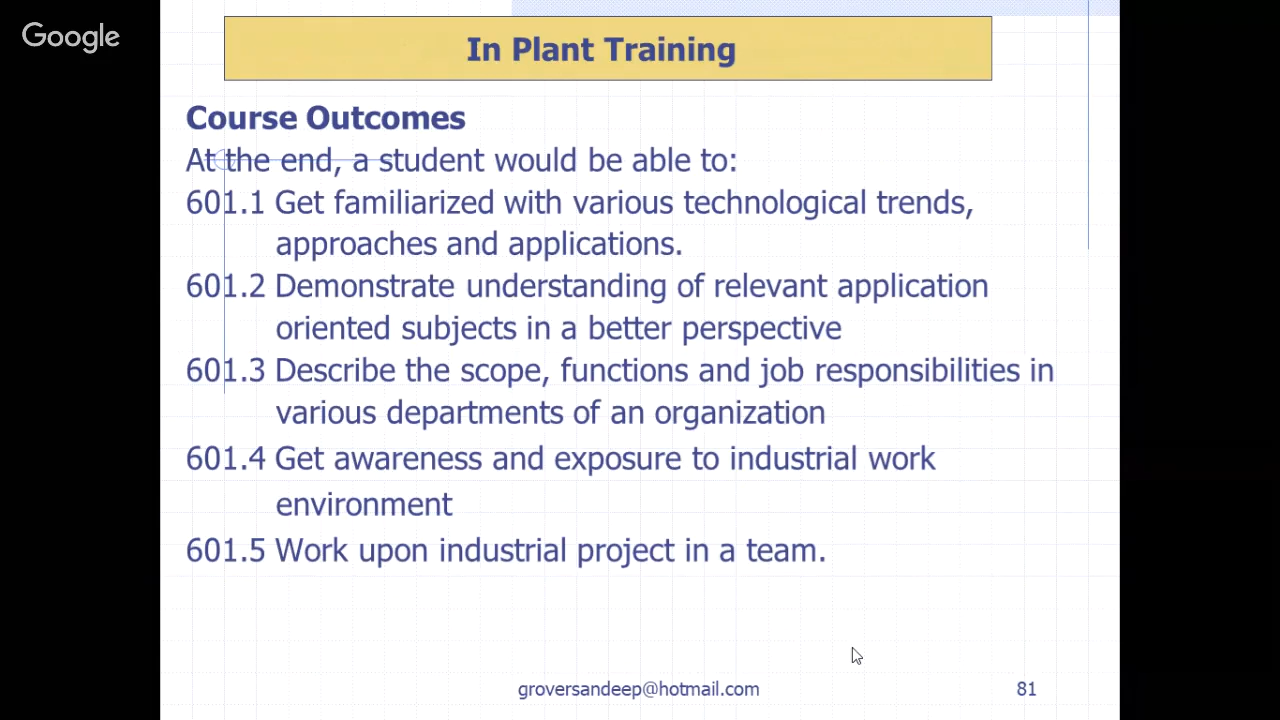 Google
In Plant Training
Course Outcomes
At the end, a student would be able to:
601.1 Get familiarized with various technological trends,
approaches and applications.
601.2 Demonstrate understanding of relevant application
oriented subjects in a better perspective
601.3 Describe the scope, functions and job responsibilities in
various departments of an organization
601.4 Get awareness and exposure to industrial work
environment
601.5 Work upon industrial project in a team.
groversandeep@hotmail.com
81